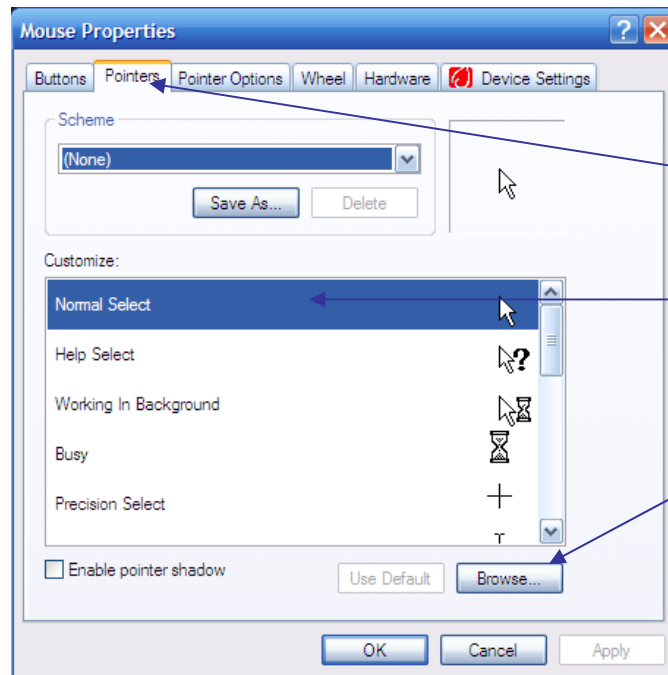 Mouse Properties
Buttons Pointers Pointer Options Wheel Hardware Device Settings
Scheme
(None)
Save As... Delete
Customize:
Normal Select
Help Select
Working In Background
Busy
Precision Select
Enable pointer shadow
Use Default Browse...
OK Cancel Apply